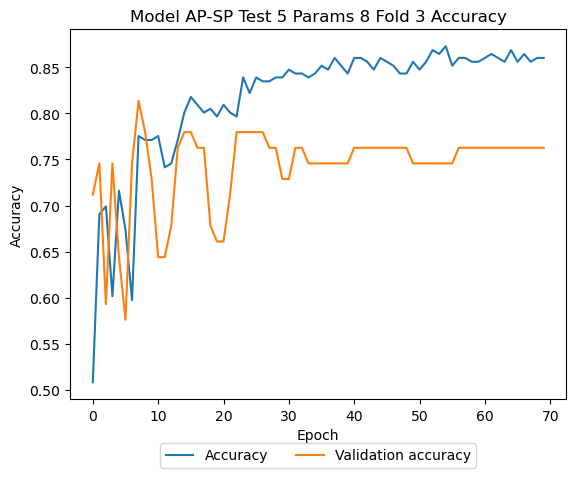 Model AP-SP Test 5 Params 8 Fold 3 Accuracy
0.85
0.80
0.75
0.70
0.65
0.60
0.55
0.50
Accuracy
0 10 20 30 40 50 60 70
Epoch
Accuracy Validation accuracy